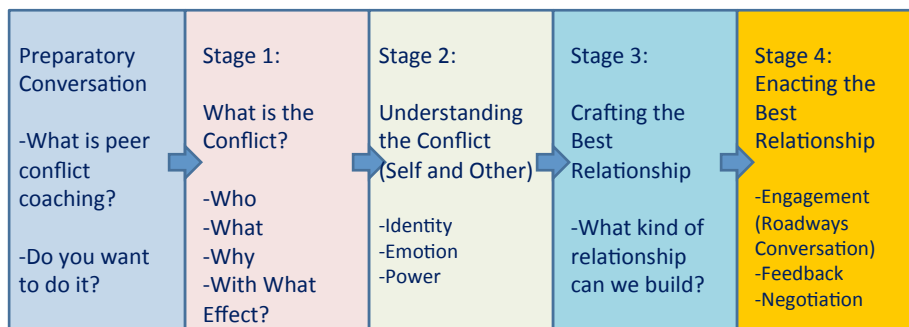 Preparatory
Conversation
-What is peer
conflict
coaching?
-Do you want
to do it?
Stage 1:
What is the
Conflict?
-Who
-What
-Why
-With What
Effect?
Stage 2:
Understanding
the Conflict
(Self and Other)
-Identity
-Emotion
-Power
Stage 3:
Crafting the
Best
Relationship
-What kind of
relationship
can we build?
Stage 4:
Enacting the
Best
Relationship
-Engagement
(Roadways
Conversation)
-Feedback
-Negotiation